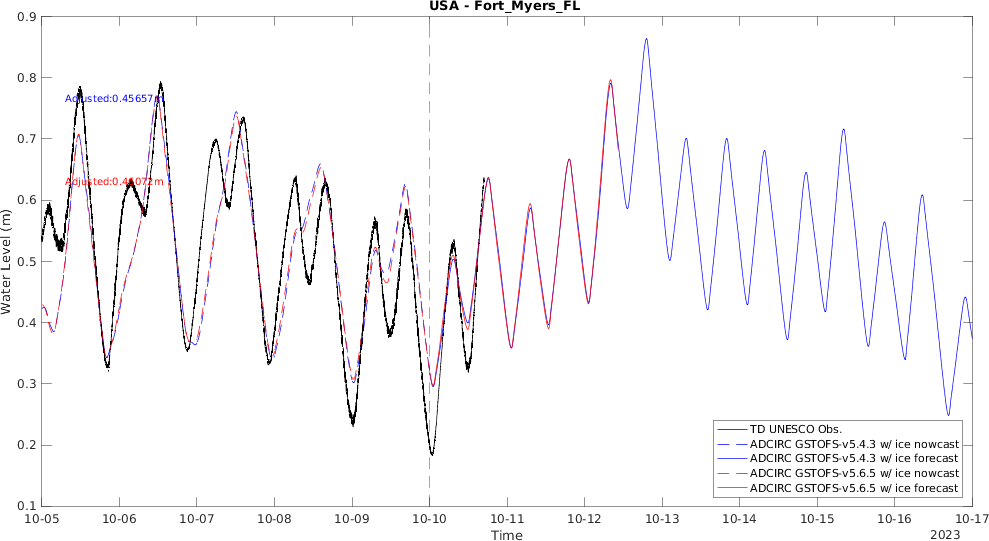 USA - Fort_Myers_FL
0.9
0.8
0.7
0.6
0.5
0.4
0.3
0.2
0.1
Water Level (m)
Adjusted:0.45657m
Adjusted:0.45072m
TD UNESCO Obs.
ADCIRC GSTOFS-v5.4.3 w/ ice nowcast
ADCIRC GSTOFS-v5.4.3 w/ ice forecast
ADCIRC GSTOFS-v5.6.5 w/ ice nowcast
ADCIRC GSTOFS-v5.6.5 w/ ice forecast
10-05 10-06 10-07 10-08 10-09 10-10 10-11 10-12 10-13 10-14 10-15 10-16 10-17
Time
2023